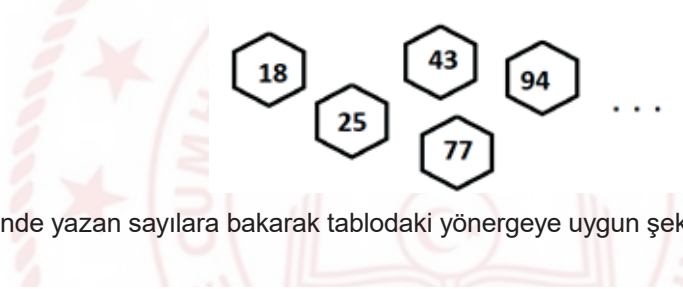 18
43
94
25
77
. . .
nde yazan sayılara bakarak tablodaki yönergeye uygun şek